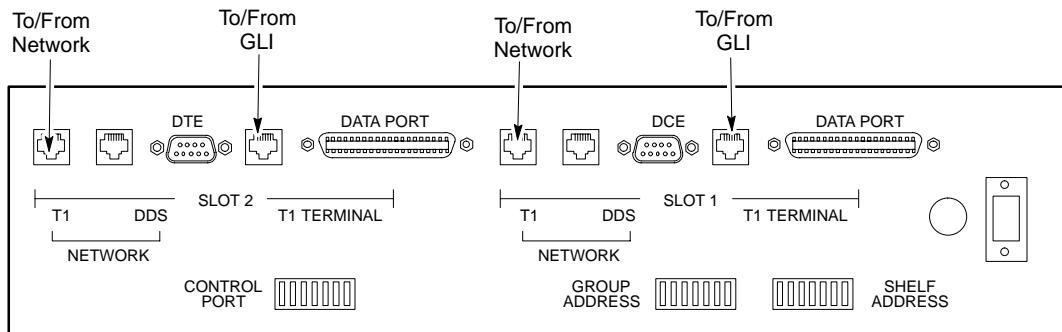 To/From
Network
To/From
GLI
To/From
Network
To/From
GLI
DTE
DATA PORT
DCE
DATA PORT
SLOT 2
SLOT 1
T1
DDS
T1 TERMINAL
T1
DDS
T1 TERMINAL
NETWORK
NETWORK
CONTROL
PORT
GROUP
ADDRESS
SHELF
ADDRESS